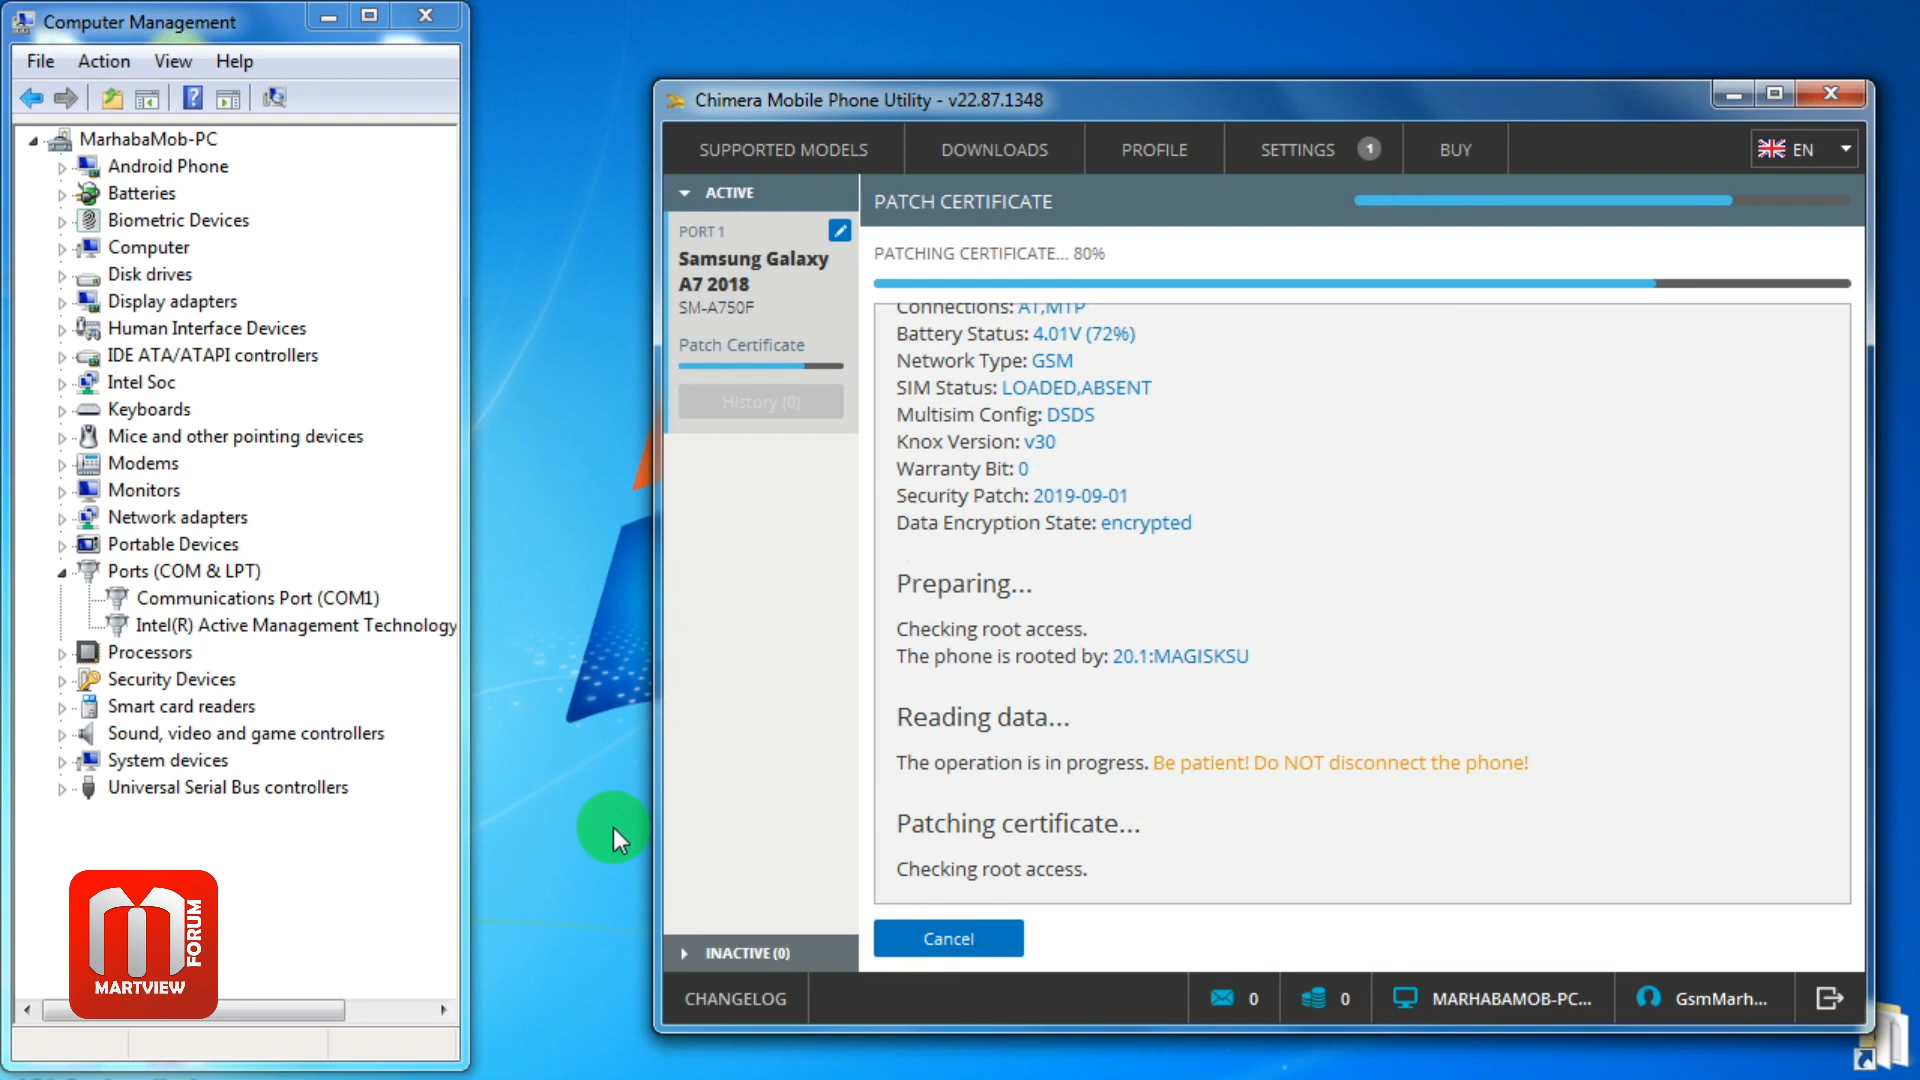 Computer Management
File Action View Help
MarhabaMob-PC
Android Phone
Batteries
Biometric Devices
Computer
Disk drives
Display adapters
Human Interface Devices
IDE ATA/ATAPI controllers
Intel Soc
Keyboards
Mice and other pointing devices
Modems
Monitors
Network adapters
Portable Devices
Ports (COM & LPT)
Communications Port (COM1)
Intel(R) Active Management Technology
Processors
Security Devices
Smart card readers
Sound, video and game controllers
System devices
Universal Serial Bus controllers
MARTVIEW
FORUM
Chimera Mobile Phone Utility - v22.87.1348
SUPPORTED MODELS DOWNLOADS PROFILE SETTINGS 1 BUY EN
ACTIVE
PORT 1
Samsung Galaxy
A7 2018
SM-A750F
Patch Certificate
History (0)
INACTIVE (0)
PATCH CERTIFICATE
PATCHING CERTIFICATE... 80%
Connections: AT,MTP
Battery Status: 4.01V (72%)
Network Type: GSM
SIM Status: LOADED,ABSENT
Multisim Config: DSDS
Knox Version: v30
Warranty Bit: 0
Security Patch: 2019-09-01
Data Encryption State: encrypted
Preparing...
Checking root access.
The phone is rooted by: 20.1:MAGISKSU
Reading data...
The operation is in progress. Be patient! Do NOT disconnect the phone!
Patching certificate...
Checking root access.
Cancel
CHANGELOG 0 0 MARHABAMOB-PC... GsmMarh...